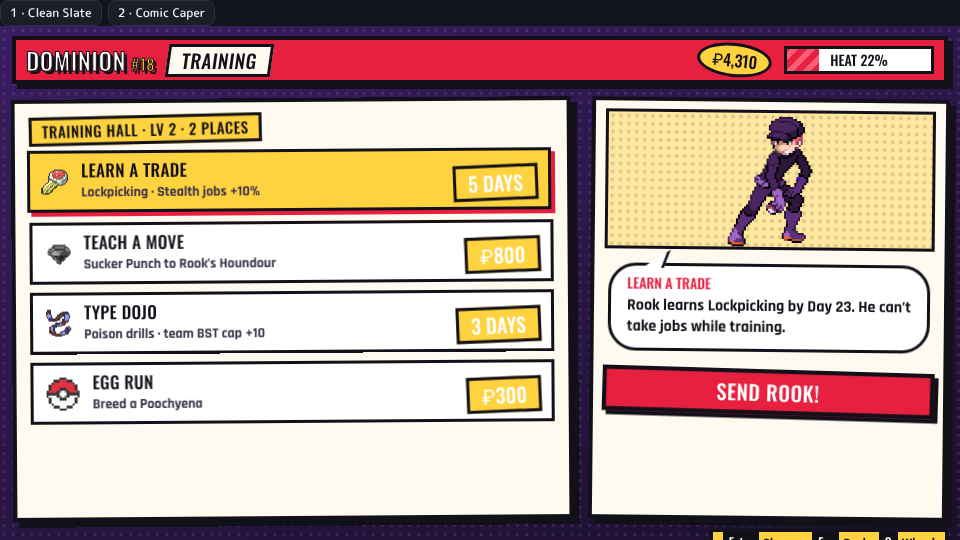 1 · Clean Slate
2 · Comic Caper
DOMINION #18 TRAINING
₽4,310
HEAT 22%
TRAINING HALL · LV 2 · 2 PLACES
LEARN A TRADE
Lockpicking · Stealth jobs +10%
5 DAYS
TEACH A MOVE
Sucker Punch to Rook's Houndour
₽800
TYPE DOJO
Poison drills · team BST cap +10
3 DAYS
EGG RUN
Breed a Poochyena
₽300
LEARN A TRADE
Rook learns Lockpicking by Day 23. He can't
take jobs while training.
SEND ROOK!